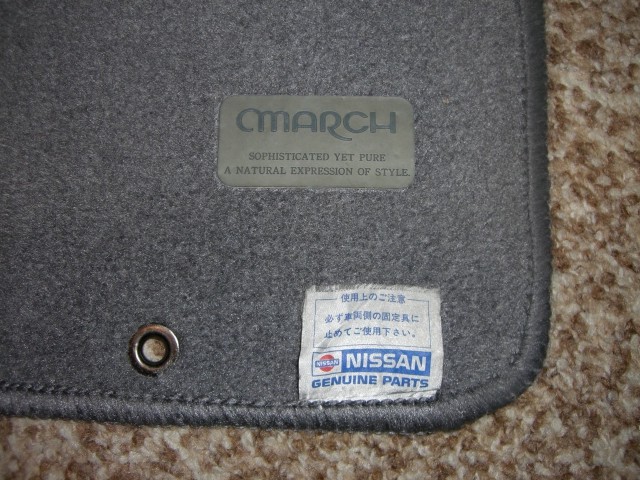 MARCH
SOPHISTICATED YET PURE
A NATURAL EXPRESSION OF STYLE.
使用上のご注意
必ず車両側の固定具に
止めてご使用下さい。
NISSAN NISSAN
GENUINE PARTS